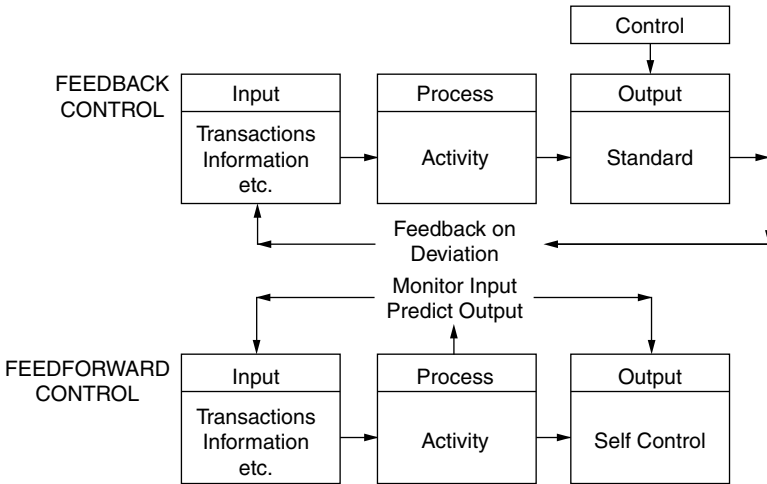 Control
FEEDBACK
CONTROL
Input
Process
Output
Transactions
Information
etc.
Activity
Standard
Feedback on
Deviation
Monitor Input
Predict Output
FEEDFORWARD
CONTROL
Input
Process
Output
Transactions
Information
etc.
Activity
Self Control